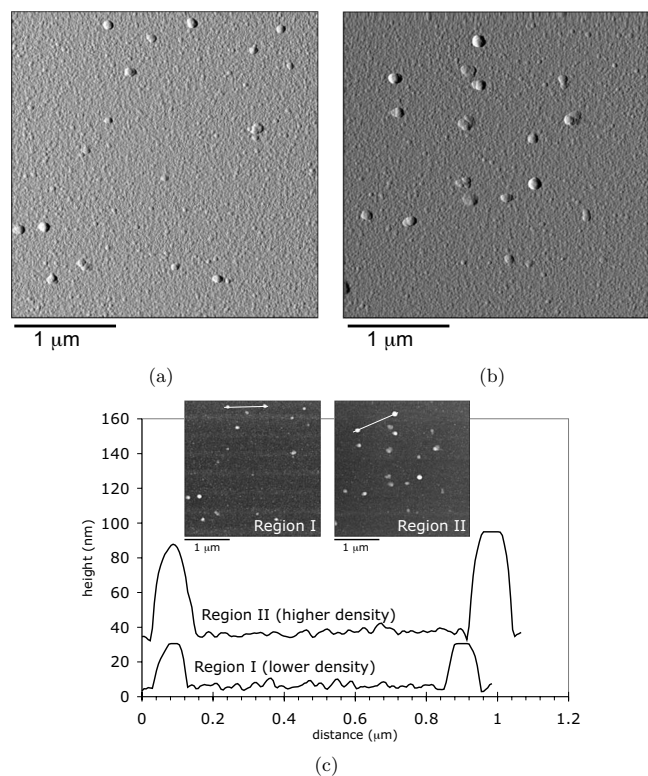 1 μm
1 μm
(a)
(b)
160
140
120
100
80
60
40
30
20
10
0
height (nm)
Region I
Region II
1 μm
1 μm
Region II (higher density)
Region I (lower density)
0
0.2
0.4
0.6
0.8
1
1.2
distance (μm)
(c)